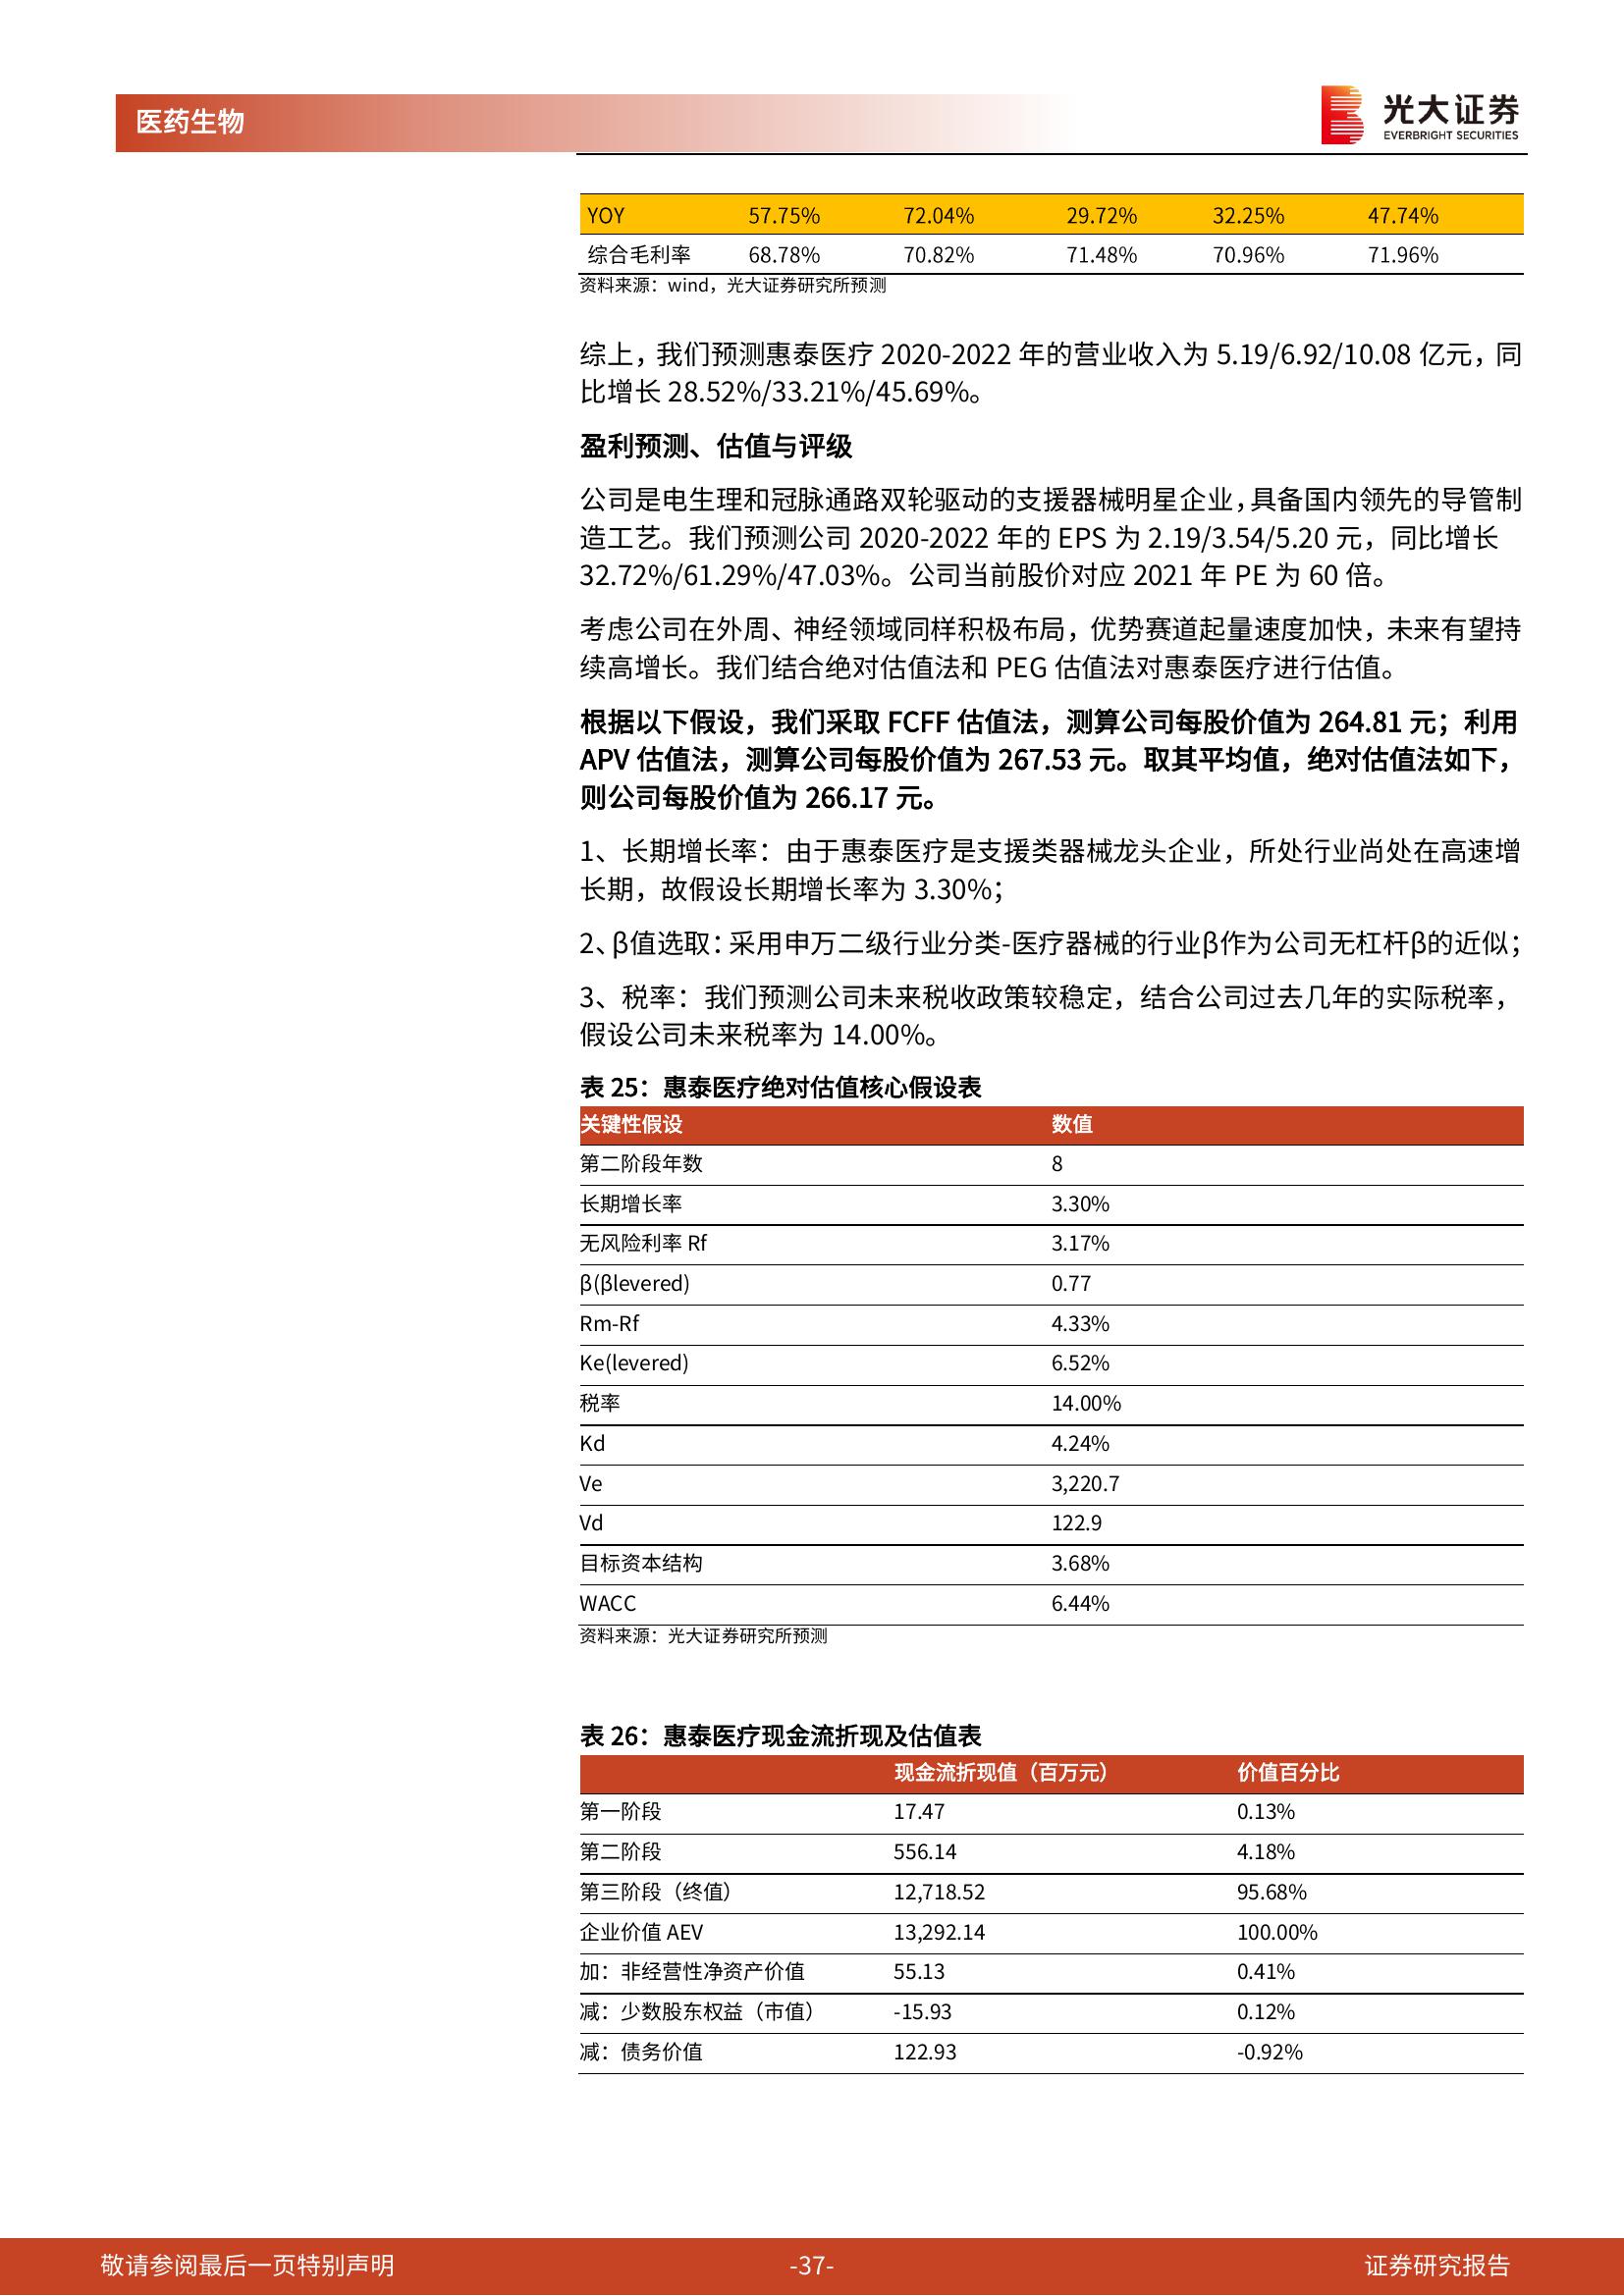 医药生物
光大证券
EVERBRIGHT SECURITIES
YOY 57.75% 72.04% 29.72% 32.25% 47.74%
综合毛利率 68.78% 70.82% 71.48% 70.96% 71.96%
资料来源：wind，光大证券研究所预测
综上，我们预测惠泰医疗 2020-2022 年的营业收入为 5.19/6.92/10.08 亿元，同
比增长 28.52%/33.21%/45.69%。
盈利预测、估值与评级
公司是电生理和冠脉通路双轮驱动的支援器械明星企业，具备国内领先的导管制
造工艺。我们预测公司 2020-2022 年的 EPS 为 2.19/3.54/5.20 元，同比增长
32.72%/61.29%/47.03%。公司当前股价对应 2021 年 PE 为 60 倍。
考虑公司在外周、神经领域同样积极布局，优势赛道起量速度加快，未来有望持
续高增长。我们结合绝对估值法和 PEG 估值法对惠泰医疗进行估值。
根据以下假设，我们采取 FCFF 估值法，测算公司每股价值为 264.81 元；利用
APV 估值法，测算公司每股价值为 267.53 元。取其平均值，绝对估值法如下，
则公司每股价值为 266.17 元。
1、长期增长率：由于惠泰医疗是支援类器械龙头企业，所处行业尚处在高速增
长期，故假设长期增长率为 3.30%；
2、β值选取：采用申万二级行业分类-医疗器械的行业β作为公司无杠杆β的近似；
3、税率：我们预测公司未来税收政策较稳定，结合公司过去几年的实际税率，
假设公司未来税率为 14.00%。
表 25：惠泰医疗绝对估值核心假设表
关键性假设 数值
第二阶段年数 8
长期增长率 3.30%
无风险利率 Rf 3.17%
β(βlevered) 0.77
Rm-Rf 4.33%
Ke(levered) 6.52%
税率 14.00%
Kd 4.24%
Ve 3,220.7
Vd 122.9
目标资本结构 3.68%
WACC 6.44%
资料来源：光大证券研究所预测
表 26：惠泰医疗现金流折现及估值表
现金流折现值（百万元） 价值百分比
第一阶段 17.47 0.13%
第二阶段 556.14 4.18%
第三阶段（终值） 12,718.52 95.68%
企业价值 AEV 13,292.14 100.00%
加：非经营性净资产价值 55.13 0.41%
减：少数股东权益（市值） -15.93 0.12%
减：债务价值 122.93 -0.92%
敬请参阅最后一页特别声明 -37- 证券研究报告